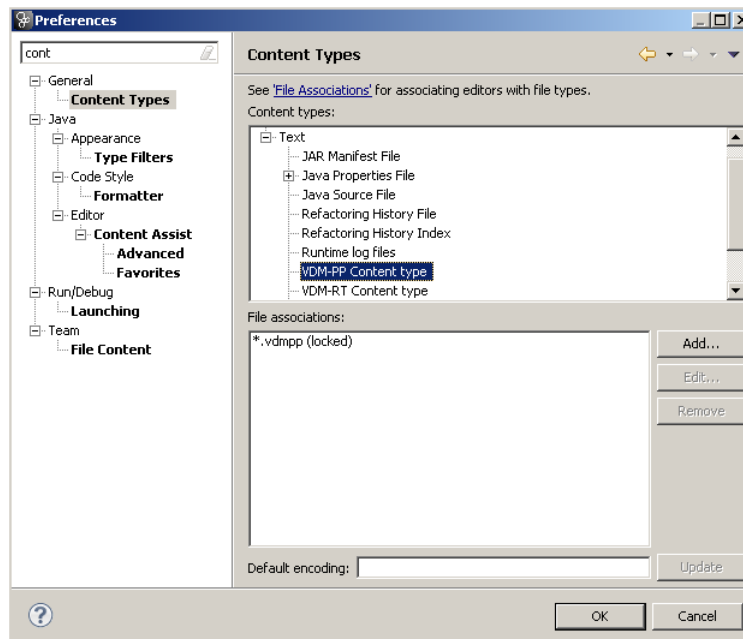 Preferences
cont
General
Content Types
Java
Appearance
Type Filters
Code Style
Formatter
Editor
Content Assist
Advanced
Favorites
Run/Debug
Launching
Team
File Content
Content Types
See 'File Associations' for associating editors with file types.
Content types:
Text
JAR Manifest File
Java Properties File
Java Source File
Refactoring History File
Refactoring History Index
Runtime log files
VDM-PP Content type
VDM-RT Content type
File associations:
*.vdmpp (locked)
Add...
Edit...
Remove
Default encoding:
Update
?
OK
Cancel